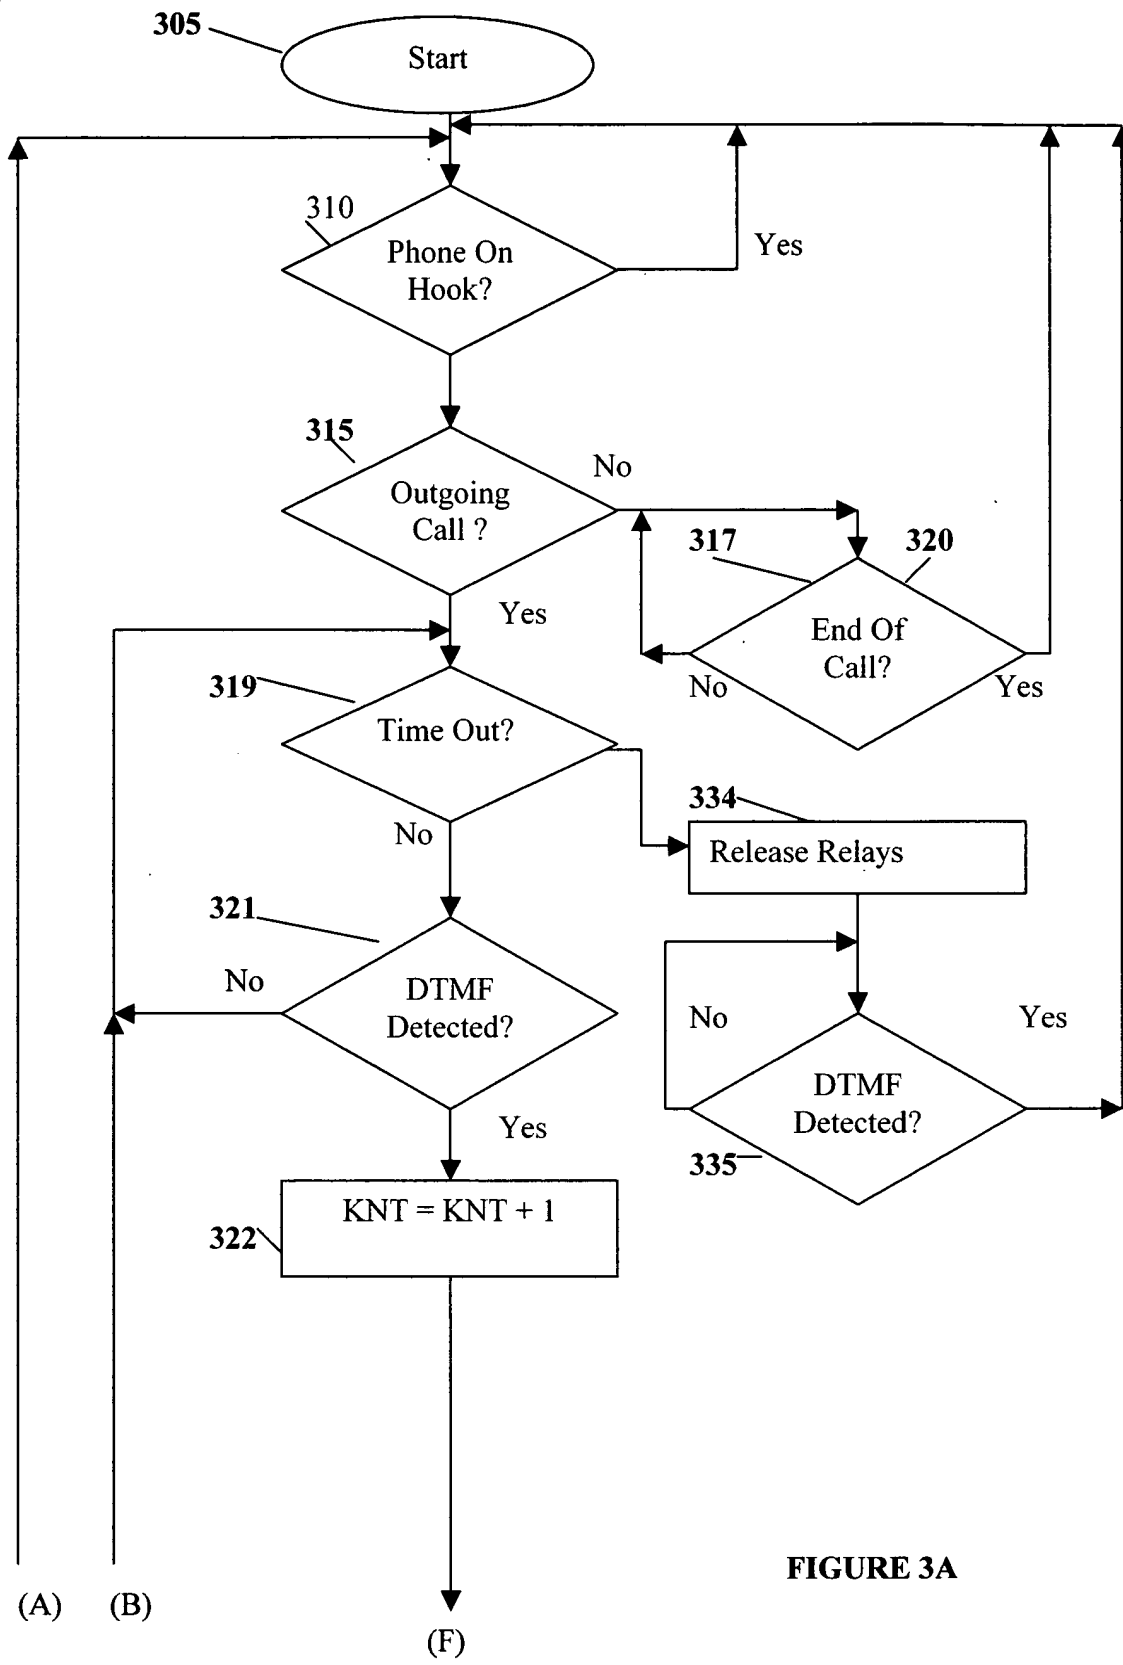 305
Start
310
Phone On
Hook?
Yes
315
Outgoing
Call ?
No
317
320
End Of
Call?
No
Yes
Yes
319
Time Out?
No
334
Release Relays
321
DTMF
Detected?
No
Yes
No
Yes
DTMF
Detected?
335
322
KNT = KNT + 1
FIGURE 3A
(A)
(B)
(F)